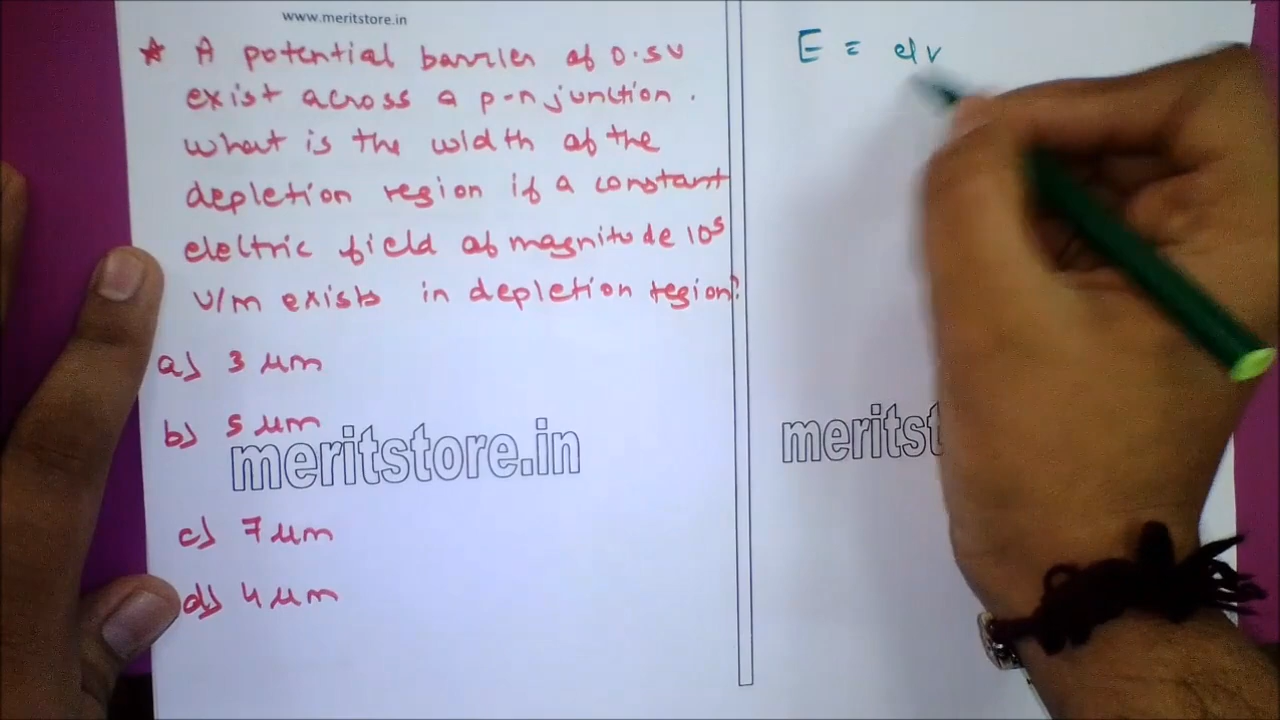 www.meritstore.in
* A potential barrier of 0.5V
exist across a p-n junction.
What is the width of the
depletion region if a constant
electric field of magnitude 10⁵
V/m exists in depletion region?
a) 3 μm
b) 5 μm
meritstore.in
c) 7 μm
d) 4 μm
E = dv
meritst